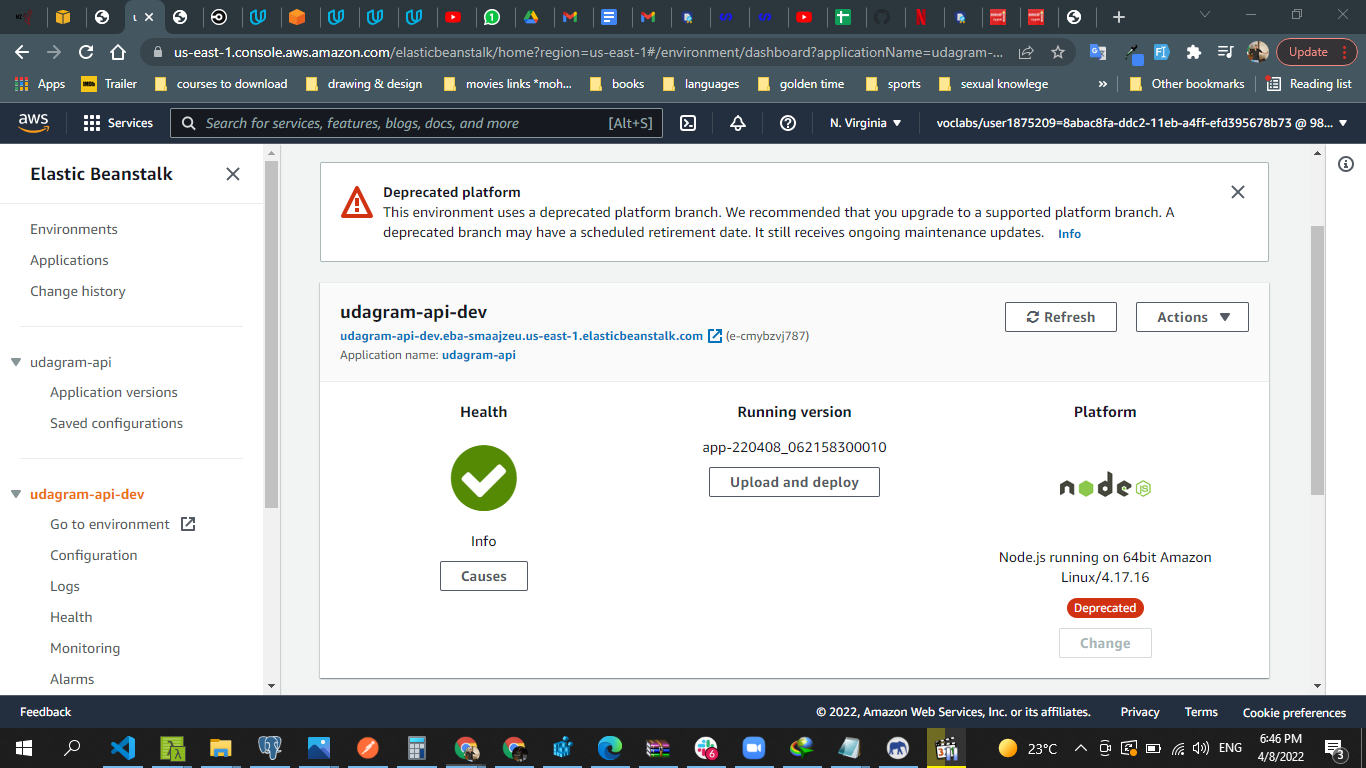 us-east-1.console.aws.amazon.com/elasticbeanstalk/home?region=us-east-1#/environment/dashboard?applicationName=udagram-...
Update
Apps
Trailer
courses to download
drawing & design
movies links *moh...
books
languages
golden time
sports
sexual knowlege
»
Other bookmarks
Reading list
aws
Services
Search for services, features, blogs, docs, and more
[Alt+S]
N. Virginia
voclabs/user1875209=8abac8fa-ddc2-11eb-a4ff-efd395678b73 @ 98...
Elastic Beanstalk
Environments
Applications
Change history
udagram-api
Application versions
Saved configurations
udagram-api-dev
Go to environment
Configuration
Logs
Health
Monitoring
Alarms
Deprecated platform
This environment uses a deprecated platform branch. We recommended that you upgrade to a supported platform branch. A
deprecated branch may have a scheduled retirement date. It still receives ongoing maintenance updates. Info
udagram-api-dev
udagram-api-dev.eba-smaajzeu.us-east-1.elasticbeanstalk.com (e-cmybzvj787)
Application name: udagram-api
Refresh
Actions
Health
Info
Causes
Running version
app-220408_062158300010
Upload and deploy
Platform
node
JS
Node.js running on 64bit Amazon
Linux/4.17.16
Deprecated
Change
Feedback
© 2022, Amazon Web Services, Inc. or its affiliates.
Privacy
Terms
Cookie preferences
23°C
ENG
6:46 PM
4/8/2022
3